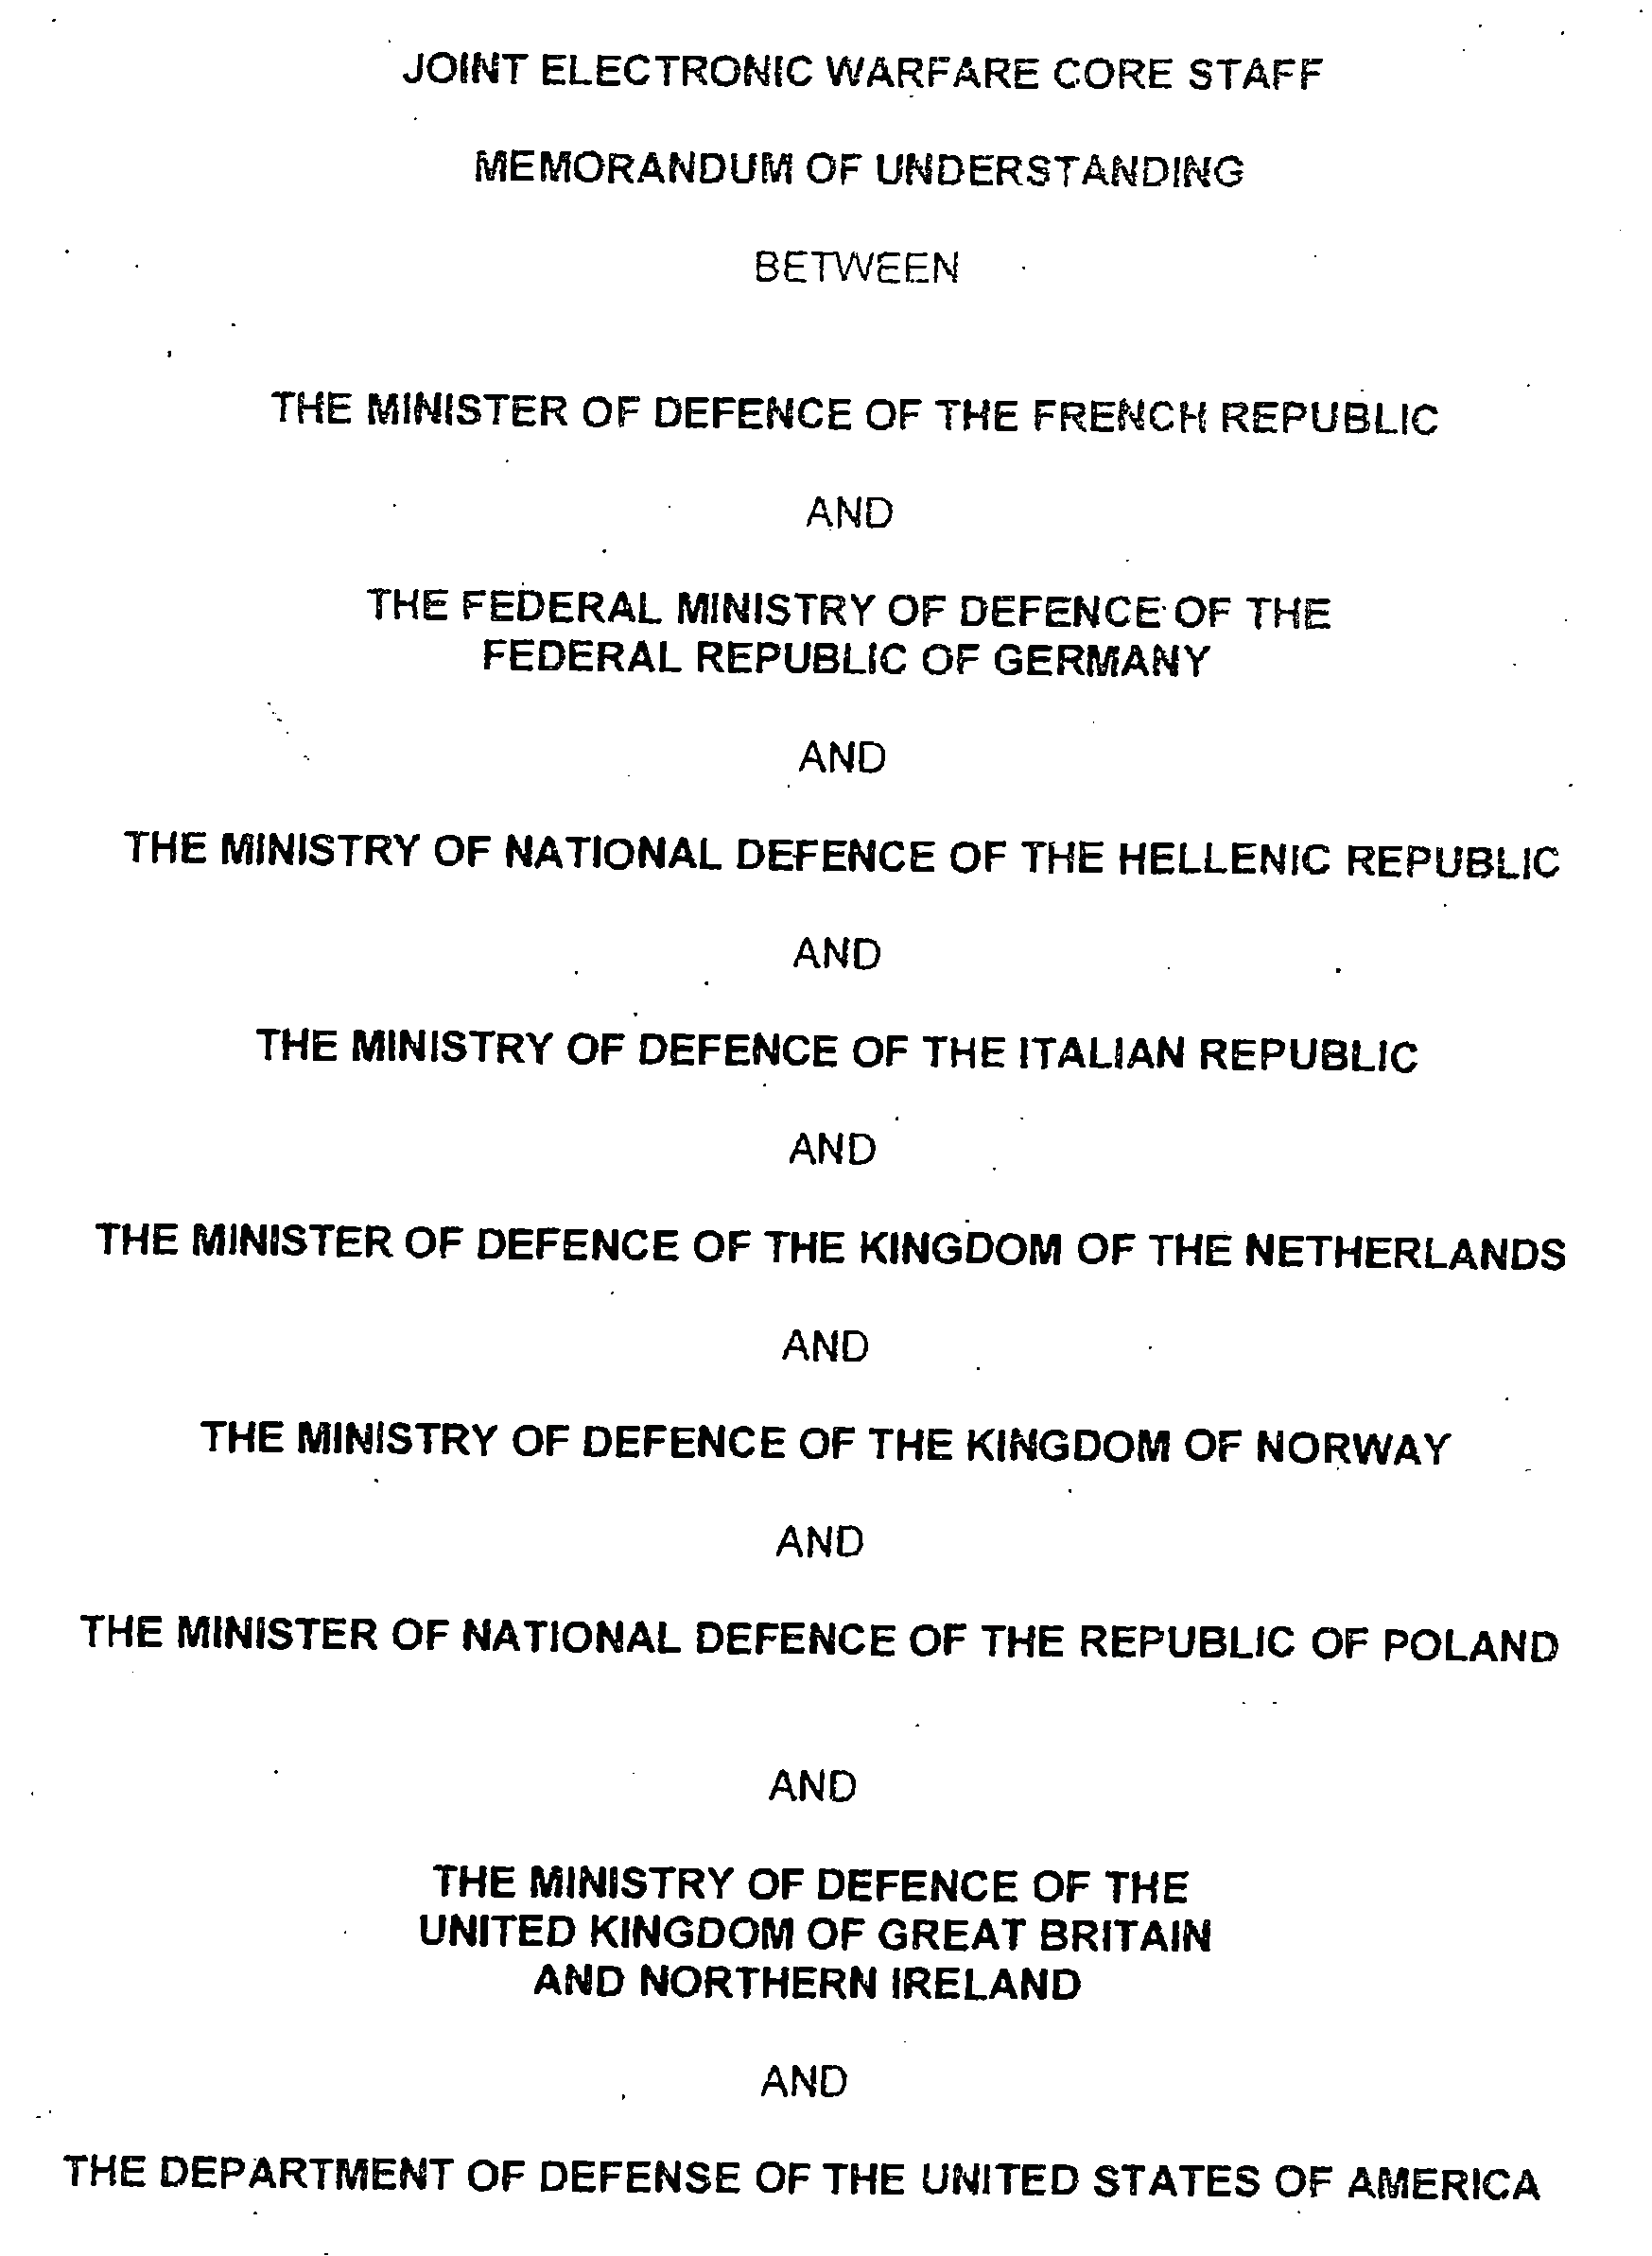 JOINT ELECTRONIC WARFARE CORE STAFF
MEMORANDUM OF UNDERSTANDING
BETWEEN
THE MINISTER OF DEFENCE OF THE FRENCH REPUBLIC
AND
THE FEDERAL MINISTRY OF DEFENCE OF THE
FEDERAL REPUBLIC OF GERMANY
AND
THE MINISTRY OF NATIONAL DEFENCE OF THE HELLENIC REPUBLIC
AND
THE MINISTRY OF DEFENCE OF THE ITALIAN REPUBLIC
AND
THE MINISTER OF DEFENCE OF THE KINGDOM OF THE NETHERLANDS
AND
THE MINISTRY OF DEFENCE OF THE KINGDOM OF NORWAY
AND
THE MINISTER OF NATIONAL DEFENCE OF THE REPUBLIC OF POLAND
AND
THE MINISTRY OF DEFENCE OF THE
UNITED KINGDOM OF GREAT BRITAIN
AND NORTHERN IRELAND
AND
THE DEPARTMENT OF DEFENSE OF THE UNITED STATES OF AMERICA